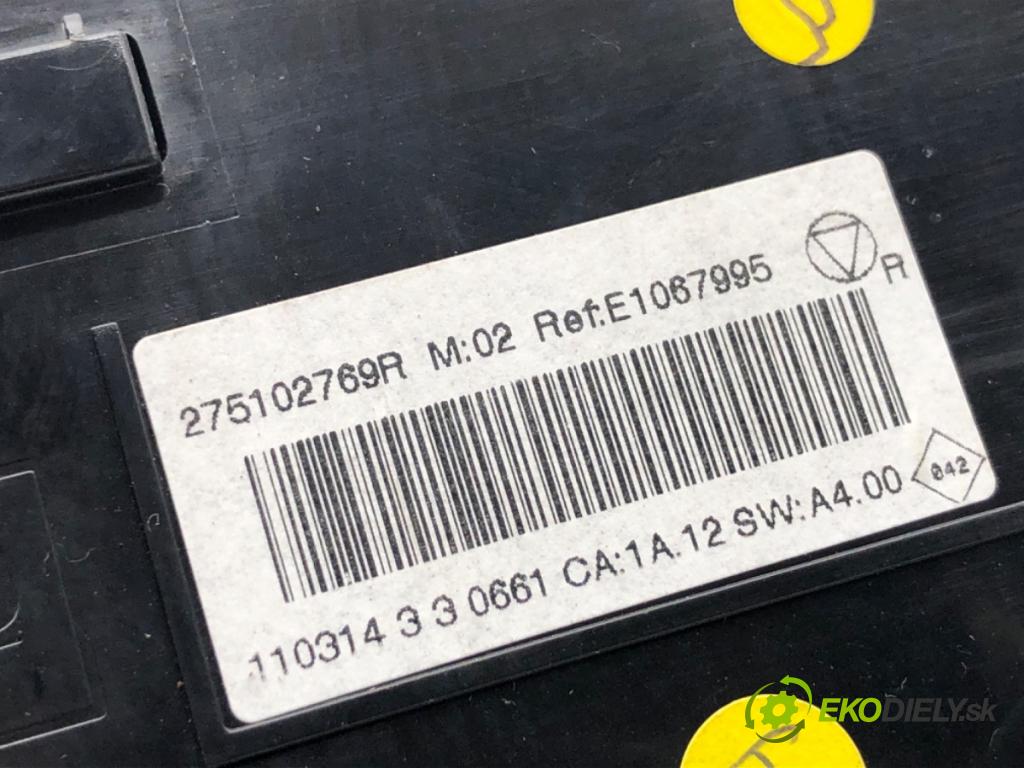 275102769R M:02 Ref:E1067995
R
110314 3 3 0661 CA:1A.12 SW:A4.00
842
EKODIELY.sk